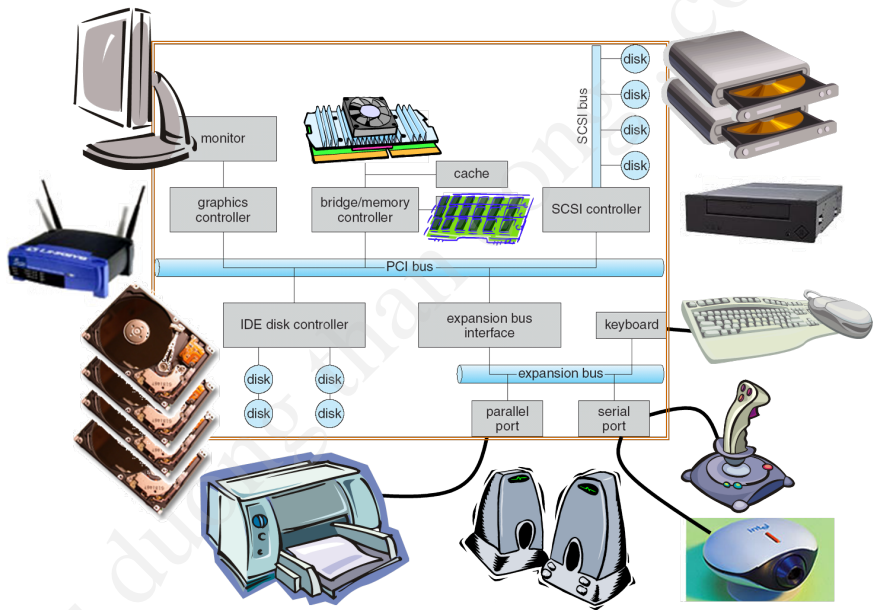 disk
disk
disk
disk
SCSI bus
monitor
cache
graphics
controller
bridge/memory
controller
SCSI controller
PCI bus
IDE disk controller
expansion bus
interface
keyboard
disk
disk
expansion bus
disk
disk
parallel
port
serial
port
intel